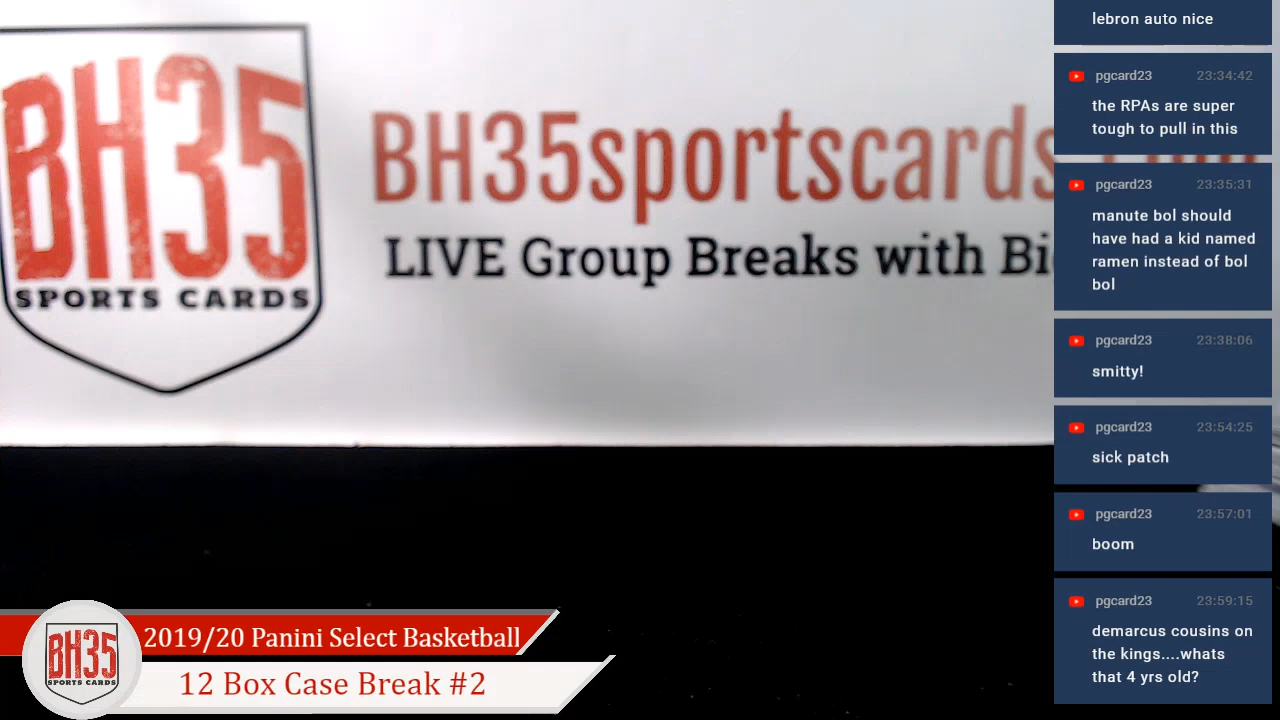 BH35
SPORTS CARDS
BH35sportscards
LIVE Group Breaks with
lebron auto nice
pgcard23 23:34:42
the RPAs are super
tough to pull in this
pgcard23 23:35:31
manute bol should
have had a kid named
ramen instead of bol
bol
pgcard23 23:38:06
smitty!
pgcard23 23:54:25
sick patch
pgcard23 23:57:01
boom
pgcard23 23:59:15
demarcus cousins on
the kings....whats
that 4 yrs old?
BH35
SPORTS CARDS
2019/20 Panini Select Basketball
12 Box Case Break #2